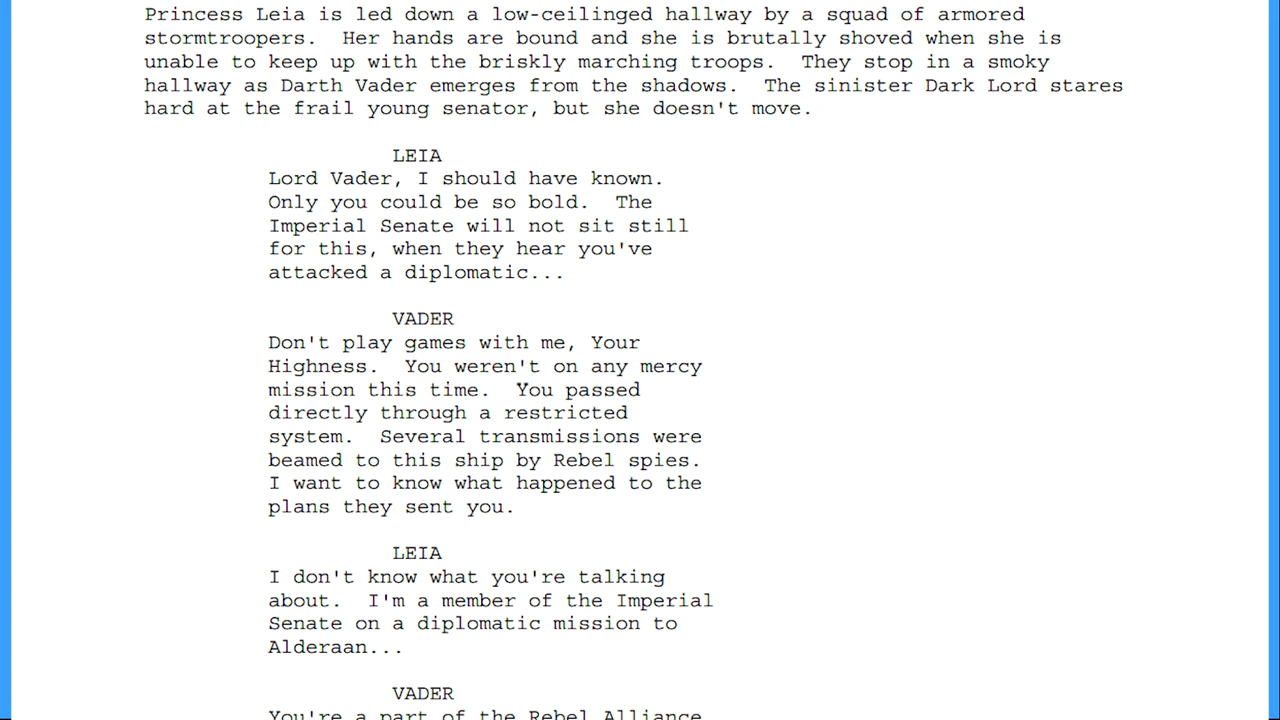 Princess Leia is led down a low-ceilinged hallway by a squad of armored
stormtroopers.  Her hands are bound and she is brutally shoved when she is
unable to keep up with the briskly marching troops.  They stop in a smoky
hallway as Darth Vader emerges from the shadows.  The sinister Dark Lord stares
hard at the frail young senator, but she doesn't move.
LEIA
Lord Vader, I should have known.
Only you could be so bold.  The
Imperial Senate will not sit still
for this, when they hear you've
attacked a diplomatic...
VADER
Don't play games with me, Your
Highness.  You weren't on any mercy
mission this time.  You passed
directly through a restricted
system.  Several transmissions were
beamed to this ship by Rebel spies.
I want to know what happened to the
plans they sent you.
LEIA
I don't know what you're talking
about.  I'm a member of the Imperial
Senate on a diplomatic mission to
Alderaan...
VADER
You're a part of the Rebel Alliance